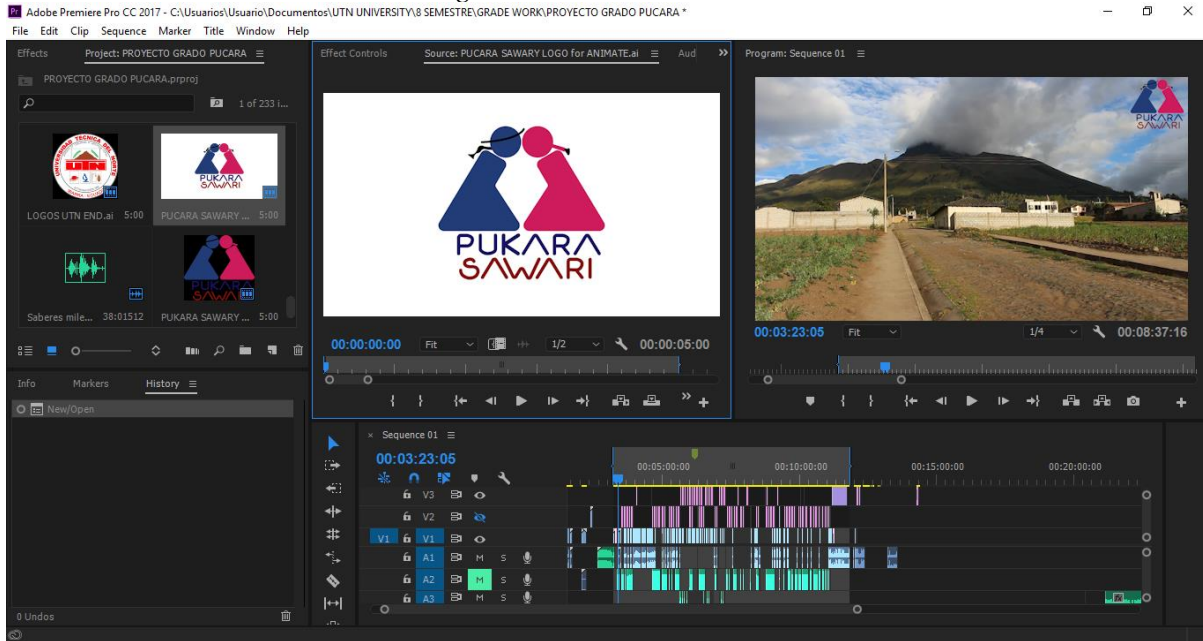 Adobe Premiere Pro CC 2017 - C:\Usuarios\Usuario\Documentos\UTN UNIVERSITY\8 SEMESTRE\GRADE WORK\PROYECTO GRADO PUCARA *
File Edit Clip Sequence Marker Title Window Help
Effects Project: PROYECTO GRADO PUCARA
PROYECTO GRADO PUCARA.prproj
1 of 233 i...
UTN
LOGOS UTN END.ai 5:00
PUKARA
SAWARI
PUCARA SAWARY ... 5:00
Saberes mile... 38:01512
PUKARA
SAWARI
PUKARA SAWARY ... 5:00
Info Markers History
New/Open
0 Undos
Effect Controls Source: PUCARA SAWARY LOGO for ANIMATE.ai Aud
PUKARA
SAWARI
00:00:00:00 Fit 1/2 00:00:05:00
Program: Sequence 01
PUKARA
SAWARI
00:03:23:05 Fit 1/4 00:08:37:16
Sequence 01
00:03:23:05
00:05:00:00 00:10:00:00 00:15:00:00 00:20:00:00
V3
V2
V1 V1
A1 M S
A2 M S
A3 M S